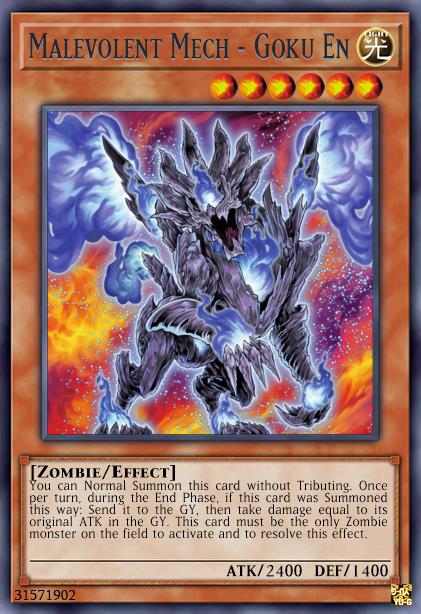 MALEVOLENT MECH - GOKU EN
LIGHT
光
[ZOMBIE/EFFECT]
You can Normal Summon this card without Tributing. Once
per turn, during the End Phase, if this card was Summoned
this way: Send it to the GY, then take damage equal to its
original ATK in the GY. This card must be the only Zombie
monster on the field to activate and to resolve this effect.
ATK/2400 DEF/1400
31571902